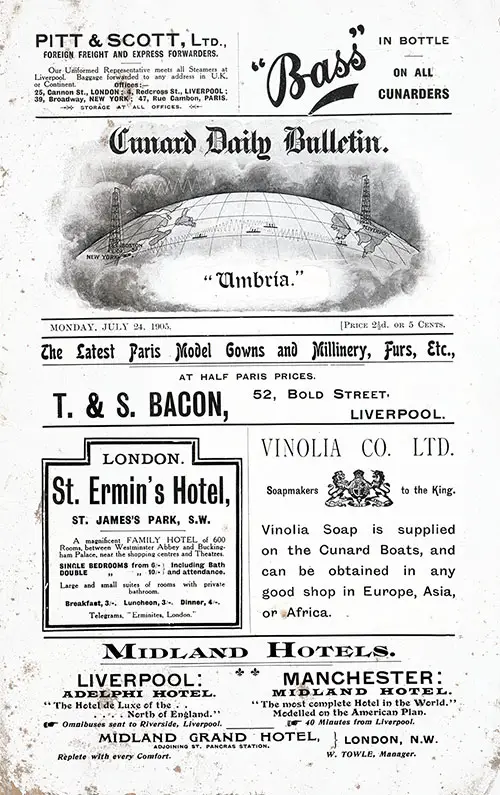 PITT & SCOTT, LTD.,
FOREIGN FREIGHT AND EXPRESS FORWARDERS.
Our Uniformed Representative meets all Steamers at
Liverpool. Baggage forwarded to any address in U.K.
or Continent. Offices:—
25, Cannon St., LONDON; 4, Redcross St., LIVERPOOL;
39, Broadway, NEW YORK; 47, Rue Cambon, PARIS.
STORAGE AT ALL OFFICES.
"Bass"
IN BOTTLE
ON ALL
CUNARDERS
Cunard Daily Bulletin.
BOSTON
NEW YORK
"Umbria."
MONDAY, JULY 24, 1905.
[PRICE 2½d. OR 5 CENTS.
The Latest Paris Model Gowns and Millinery, Furs, Etc.,
AT HALF PARIS PRICES.
T. & S. BACON,
52, BOLD STREET,
LIVERPOOL.
LONDON.
St. Ermin's Hotel,
ST. JAMES'S PARK, S.W.
A magnificent FAMILY HOTEL of 600
Rooms, between Westminster Abbey and Bucking-
ham Palace, near the shopping centres and Theatres.
SINGLE BEDROOMS from 6/- } Including Bath
DOUBLE „ „ 10/- } and attendance.
Large and small suites of rooms with private
bathroom.
Breakfast, 3/-. Luncheon, 3/-. Dinner, 4/-.
Telegrams, "Erminites, London."
VINOLIA CO. LTD.
Soapmakers to the King.
Vinolia Soap is supplied
on the Cunard Boats, and
can be obtained in any
good shop in Europe, Asia,
or Africa.
MIDLAND HOTELS.
LIVERPOOL:
ADELPHI HOTEL.
"The Hotel de Luxe of the . .
. . . . North of England."
Omnibuses sent to Riverside, Liverpool.
MANCHESTER:
MIDLAND HOTEL.
"The most complete Hotel in the World."
Modelled on the American Plan.
40 Minutes from Liverpool.
MIDLAND GRAND HOTEL, } LONDON, N.W.
ADJOINING ST. PANCRAS STATION.
Replete with every Comfort.
W. TOWLE, Manager.